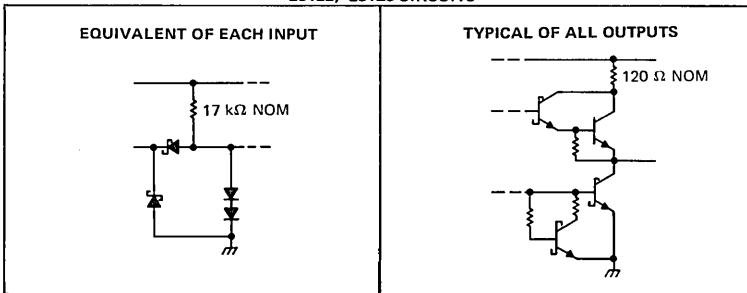 EQUIVALENT OF EACH INPUT
17 kΩ NOM
TYPICAL OF ALL OUTPUTS
120 Ω NOM